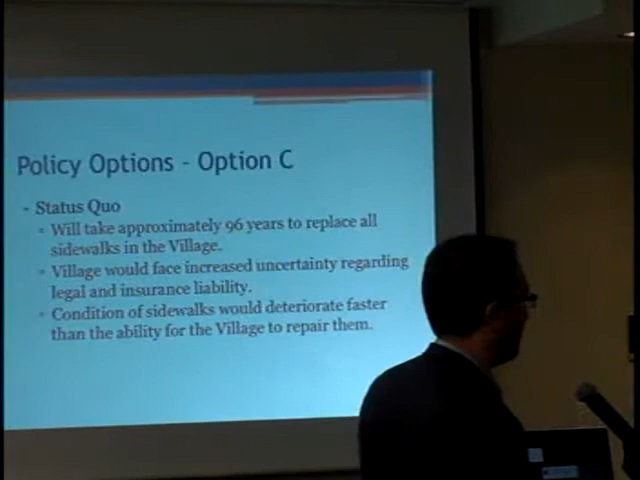 Policy Options - Option C
- Status Quo
▫ Will take approximately 96 years to replace all
sidewalks in the Village.
▫ Village would face increased uncertainty regarding
legal and insurance liability.
▫ Condition of sidewalks would deteriorate faster
than the ability for the Village to repair them.